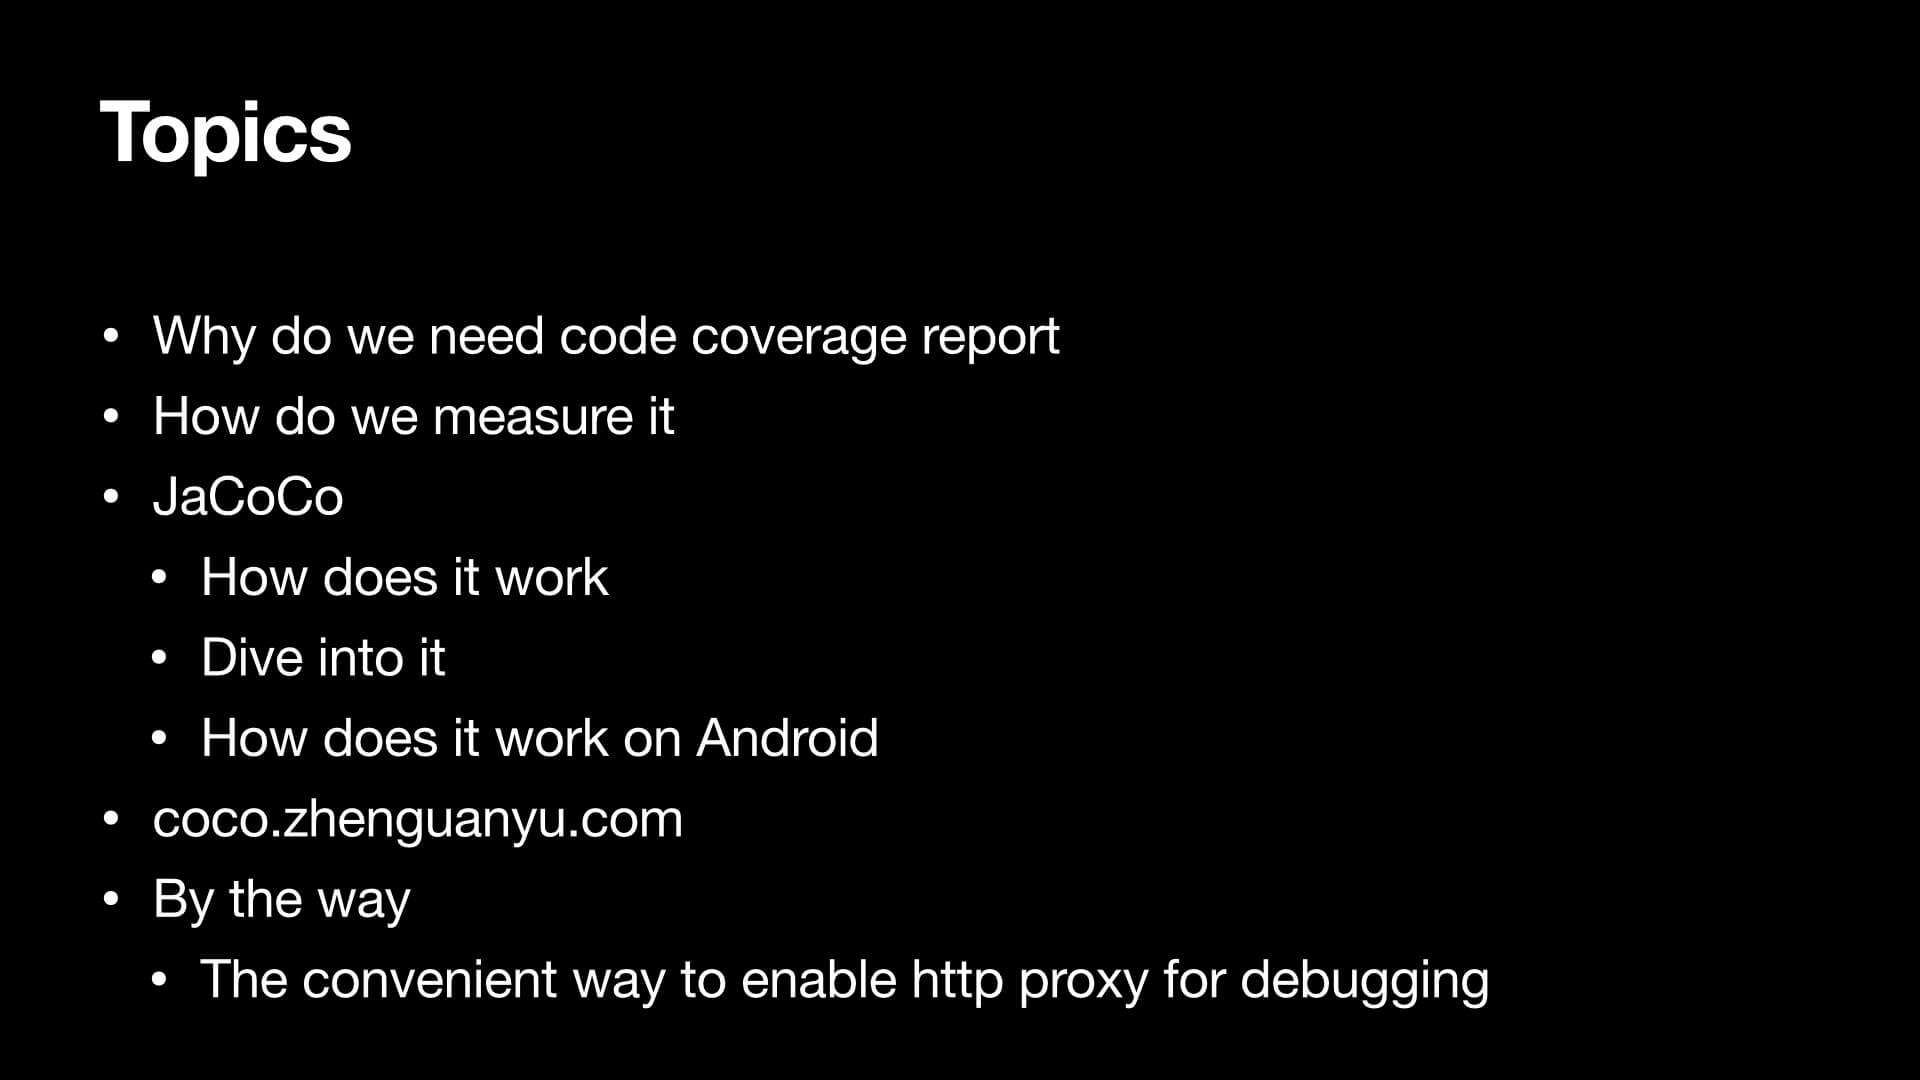 Topics
• Why do we need code coverage report
• How do we measure it
• JaCoCo
• How does it work
• Dive into it
• How does it work on Android
• coco.zhenguanyu.com
• By the way
• The convenient way to enable http proxy for debugging